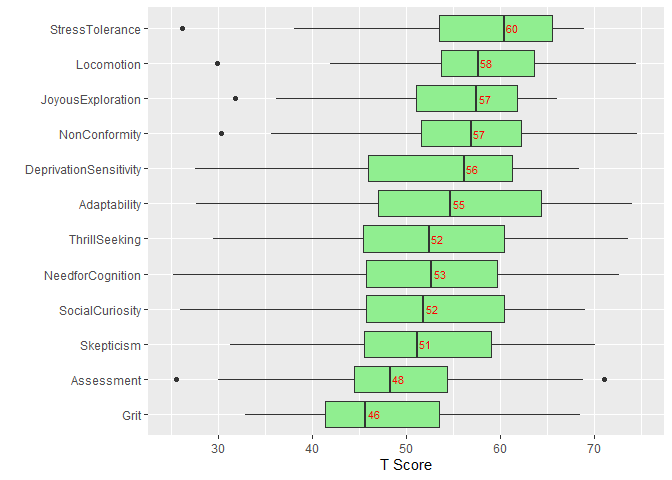 StressTolerance 60
Locomotion 58
JoyousExploration 57
NonConformity 57
DeprivationSensitivity 56
Adaptability 55
ThrillSeeking 52
NeedforCognition 53
SocialCuriosity 52
Skepticism 51
Assessment 48
Grit 46
30 40 50 60 70
T Score